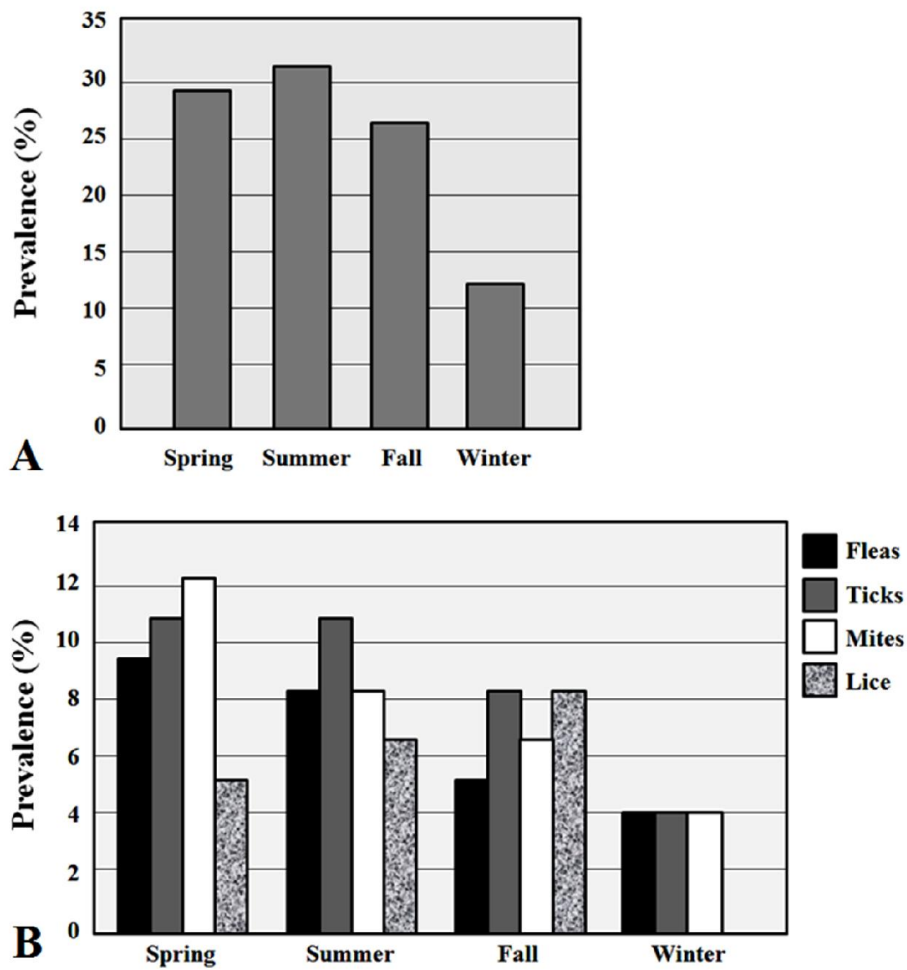 Prevalence (%)
35
30
25
20
15
10
5
0
Spring Summer Fall Winter
A
Prevalence (%)
14
12
10
8
6
4
2
0
Spring Summer Fall Winter
Fleas
Ticks
Mites
Lice
B